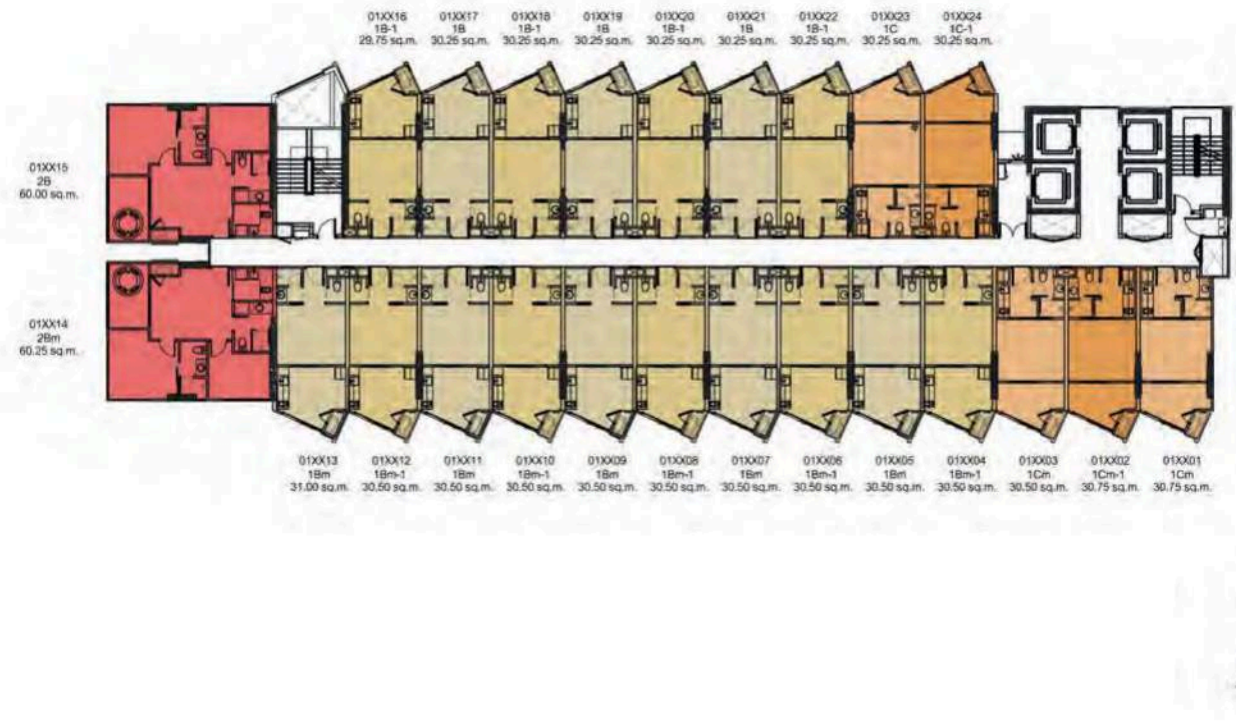 01XX16
1B-1
29.75 sq.m.
01XX17
1B
30.25 sq.m.
01XX18
1B-1
30.25 sq.m.
01XX19
1B
30.25 sq.m.
01XX20
1B-1
30.25 sq.m.
01XX21
1B
30.25 sq.m.
01XX22
1B-1
30.25 sq.m.
01XX23
1C
30.25 sq.m.
01XX24
1C-1
30.25 sq.m.
01XX15
2B
60.00 sq.m.
01XX14
2Bm
60.25 sq.m.
01XX13
1Bm
31.00 sq.m.
01XX12
1Bm-1
30.50 sq.m.
01XX11
1Bm
30.50 sq.m.
01XX10
1Bm-1
30.50 sq.m.
01XX09
1Bm
30.50 sq.m.
01XX08
1Bm-1
30.50 sq.m.
01XX07
1Bm
30.50 sq.m.
01XX06
1Bm-1
30.50 sq.m.
01XX05
1Bm
30.50 sq.m.
01XX04
1Bm-1
30.50 sq.m.
01XX03
1Cm
30.50 sq.m.
01XX02
1Cm-1
30.75 sq.m.
01XX01
1Cm
30.75 sq.m.